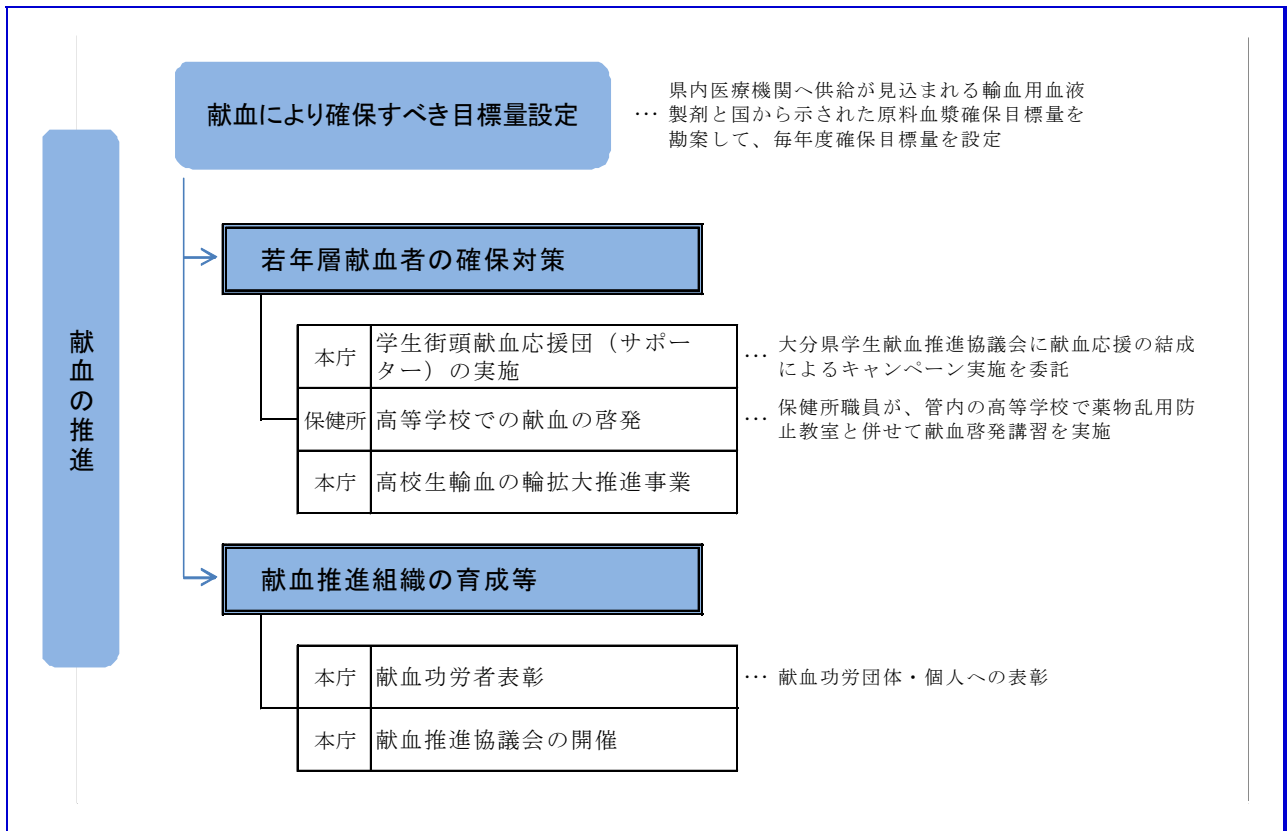 献血の推進
献血により確保すべき目標量設定
県内医療機関へ供給が見込まれる輸血用血液
… 製剤と国から示された原料血漿確保目標量を
勘案して、毎年度確保目標量を設定
若年層献血者の確保対策
本庁 学生街頭献血応援団（サポー
ター）の実施
… 大分県学生献血推進協議会に献血応援の結成
によるキャンペーン実施を委託
保健所 高等学校での献血の啓発
… 保健所職員が、管内の高等学校で薬物乱用防
止教室と併せて献血啓発講習を実施
本庁 高校生輸血の輪拡大推進事業
献血推進組織の育成等
本庁 献血功労者表彰
… 献血功労団体・個人への表彰
本庁 献血推進協議会の開催